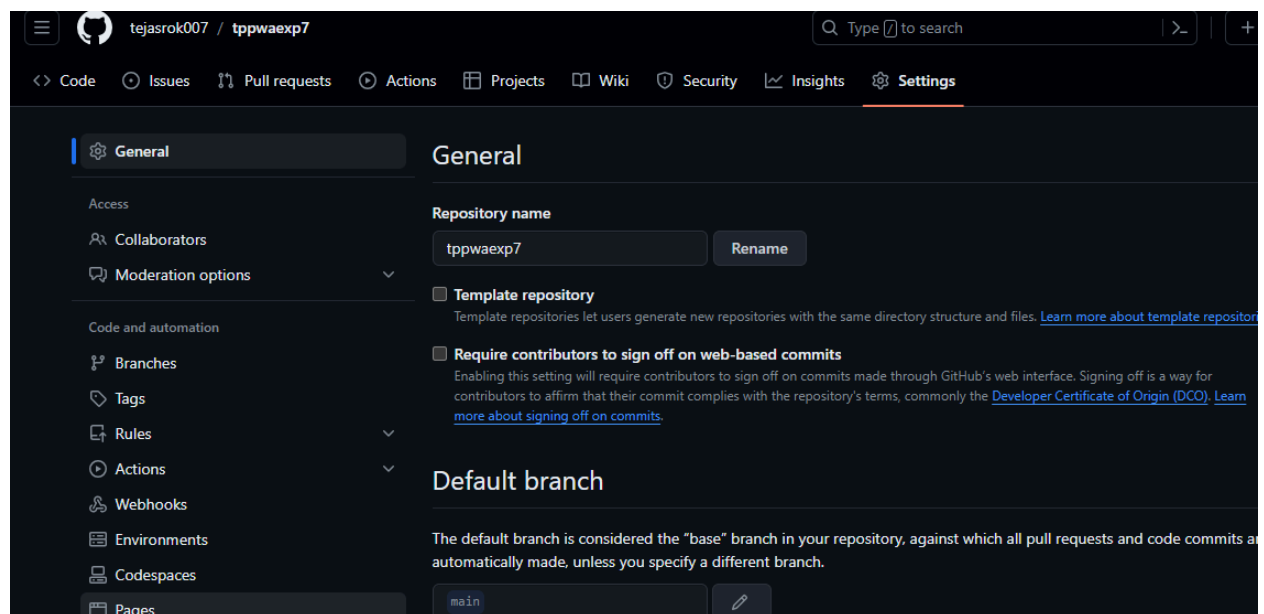 tejasrok007 / tppwaexp7
Type / to search
Code Issues Pull requests Actions Projects Wiki Security Insights Settings
General
Access
Collaborators
Moderation options
Code and automation
Branches
Tags
Rules
Actions
Webhooks
Environments
Codespaces
Pages
General
Repository name
tppwaexp7 Rename
Template repository
Template repositories let users generate new repositories with the same directory structure and files. Learn more about template repositori
Require contributors to sign off on web-based commits
Enabling this setting will require contributors to sign off on commits made through GitHub's web interface. Signing off is a way for
contributors to affirm that their commit complies with the repository's terms, commonly the Developer Certificate of Origin (DCO). Learn
more about signing off on commits.
Default branch
The default branch is considered the "base" branch in your repository, against which all pull requests and code commits a
automatically made, unless you specify a different branch.
main